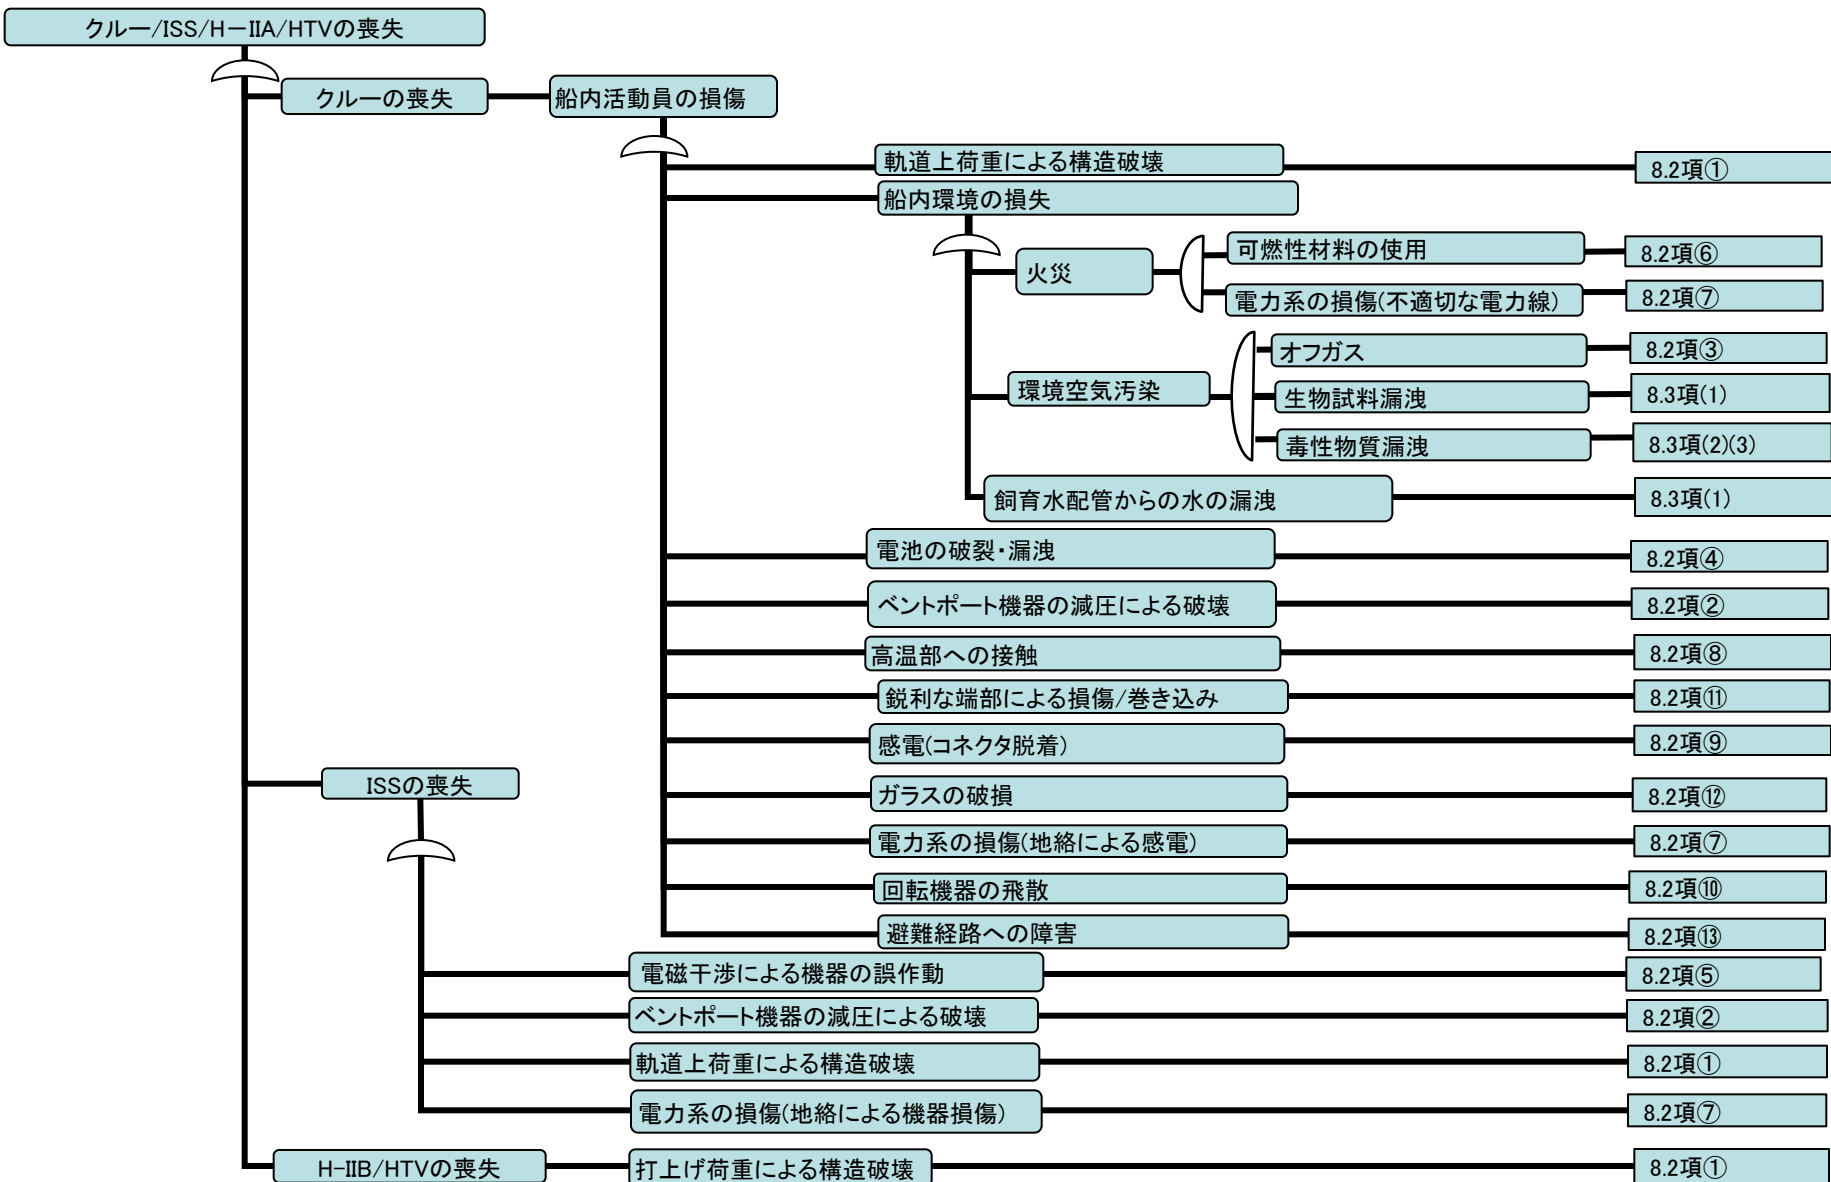 クルー/ISS/H－IIA/HTVの喪失
クルーの喪失
船内活動員の損傷
軌道上荷重による構造破壊
8.2項①
船内環境の損失
火災
可燃性材料の使用
8.2項⑥
電力系の損傷(不適切な電力線)
8.2項⑦
環境空気汚染
オフガス
8.2項③
生物試料漏洩
8.3項(1)
毒性物質漏洩
8.3項(2)(3)
飼育水配管からの水の漏洩
8.3項(1)
電池の破裂・漏洩
8.2項④
ベントポート機器の減圧による破壊
8.2項②
高温部への接触
8.2項⑧
鋭利な端部による損傷/巻き込み
8.2項⑪
感電(コネクタ脱着)
8.2項⑨
ガラスの破損
8.2項⑫
電力系の損傷(地絡による感電)
8.2項⑦
回転機器の飛散
8.2項⑩
避難経路への障害
8.2項⑬
ISSの喪失
電磁干渉による機器の誤作動
8.2項⑤
ベントポート機器の減圧による破壊
8.2項②
軌道上荷重による構造破壊
8.2項①
電力系の損傷(地絡による機器損傷)
8.2項⑦
H-IIB/HTVの喪失
打上げ荷重による構造破壊
8.2項①